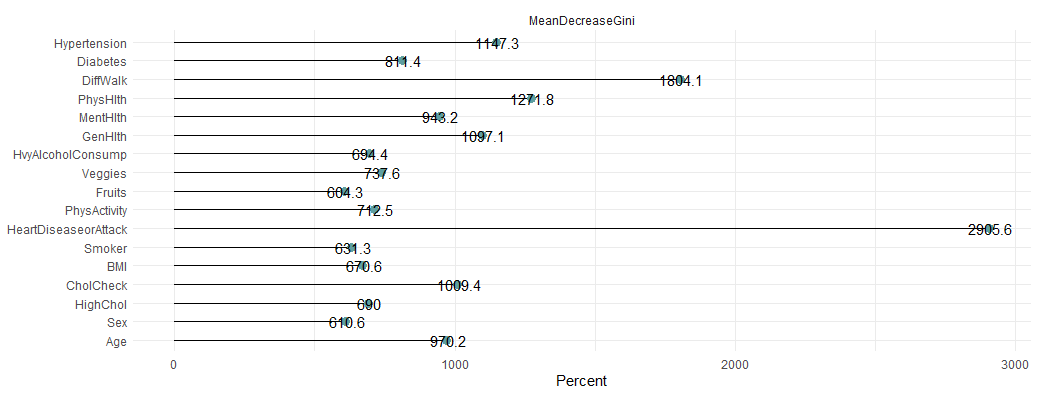 MeanDecreaseGini
Hypertension 1147.3
Diabetes 811.4
DiffWalk 1804.1
PhysHlth 1271.8
MentHlth 943.2
GenHlth 1097.1
HvyAlcoholConsump 694.4
Veggies 737.6
Fruits 604.3
PhysActivity 712.5
HeartDiseaseorAttack 2905.6
Smoker 631.3
BMI 670.6
CholCheck 1009.4
HighChol 690
Sex 610.6
Age 970.2
0 1000 2000 3000
Percent